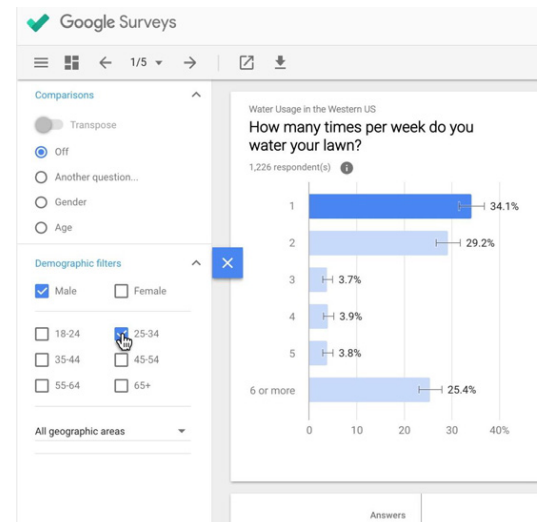 Google Surveys
1/5
Comparisons
Transpose
Off
Another question...
Gender
Age
Demographic filters
Male Female
18-24 25-34
35-44 45-54
55-64 65+
All geographic areas
Water Usage in the Western US
How many times per week do you
water your lawn?
1,226 respondent(s)
1 34.1%
2 29.2%
3 3.7%
4 3.9%
5 3.8%
6 or more 25.4%
0 10 20 30 40%
Answers